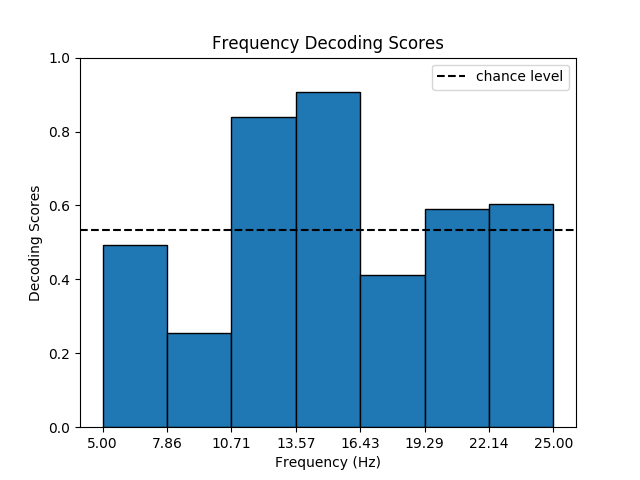 Frequency Decoding Scores
1.0
chance level
0.8
0.6
Decoding Scores
0.4
0.2
0.0
5.00 7.86 10.71 13.57 16.43 19.29 22.14 25.00
Frequency (Hz)